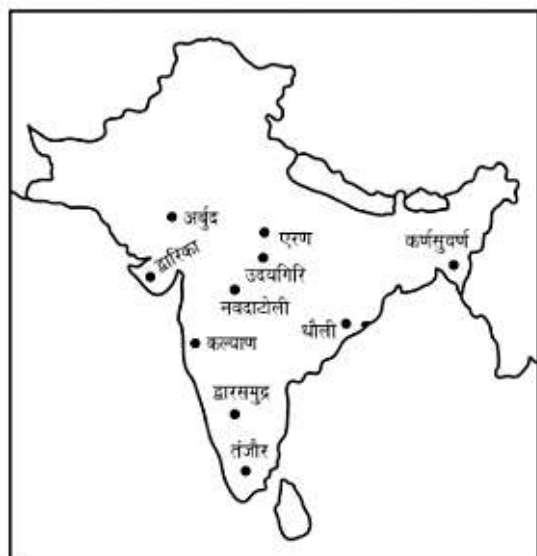 अर्बुद
एरण
कर्णसुवर्ण
द्वारिका
उदयगिरि
नवदाटोली
धौली
कल्याण
द्वारसमुद्र
तंजौर